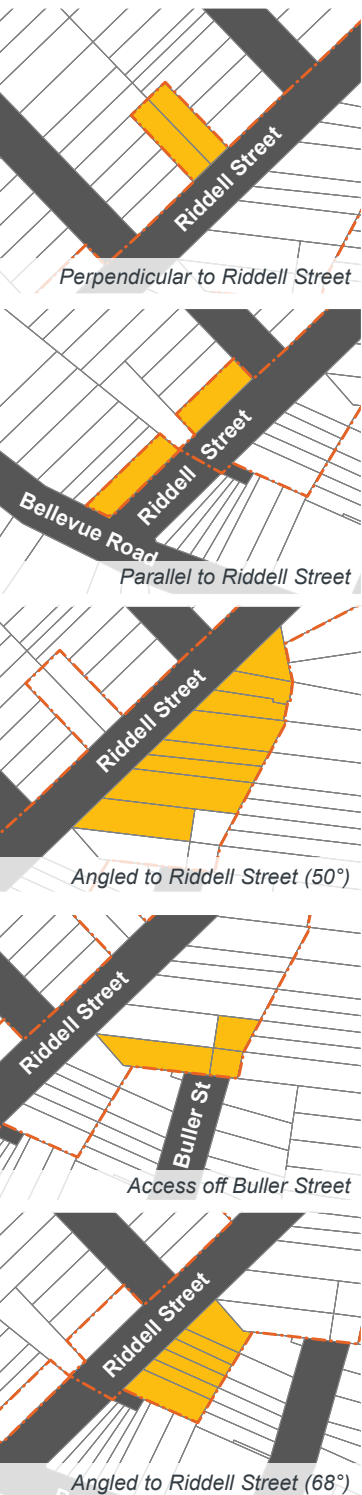 Riddell Street
Perpendicular to Riddell Street
Riddell Street
Bellevue Road
Parallel to Riddell Street
Riddell Street
Angled to Riddell Street (50°)
Riddell Street
Buller St
Access off Buller Street
Riddell Street
Angled to Riddell Street (68°)